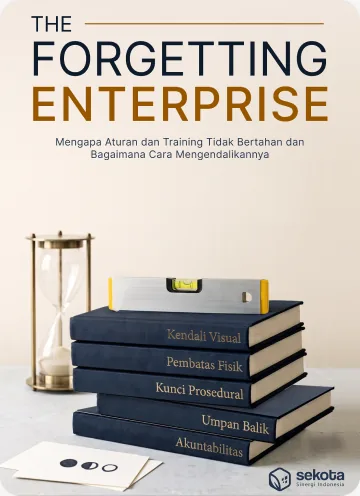 THE
FORGETTING
ENTERPRISE
Mengapa Aturan dan Training Tidak Bertahan dan
Bagaimana Cara Mengendalikannya
Kendali Visual
Pembatas Fisik
Kunci Prosedural
Umpan Balik
Akuntabilitas
sekota
Sinergi Indonesia